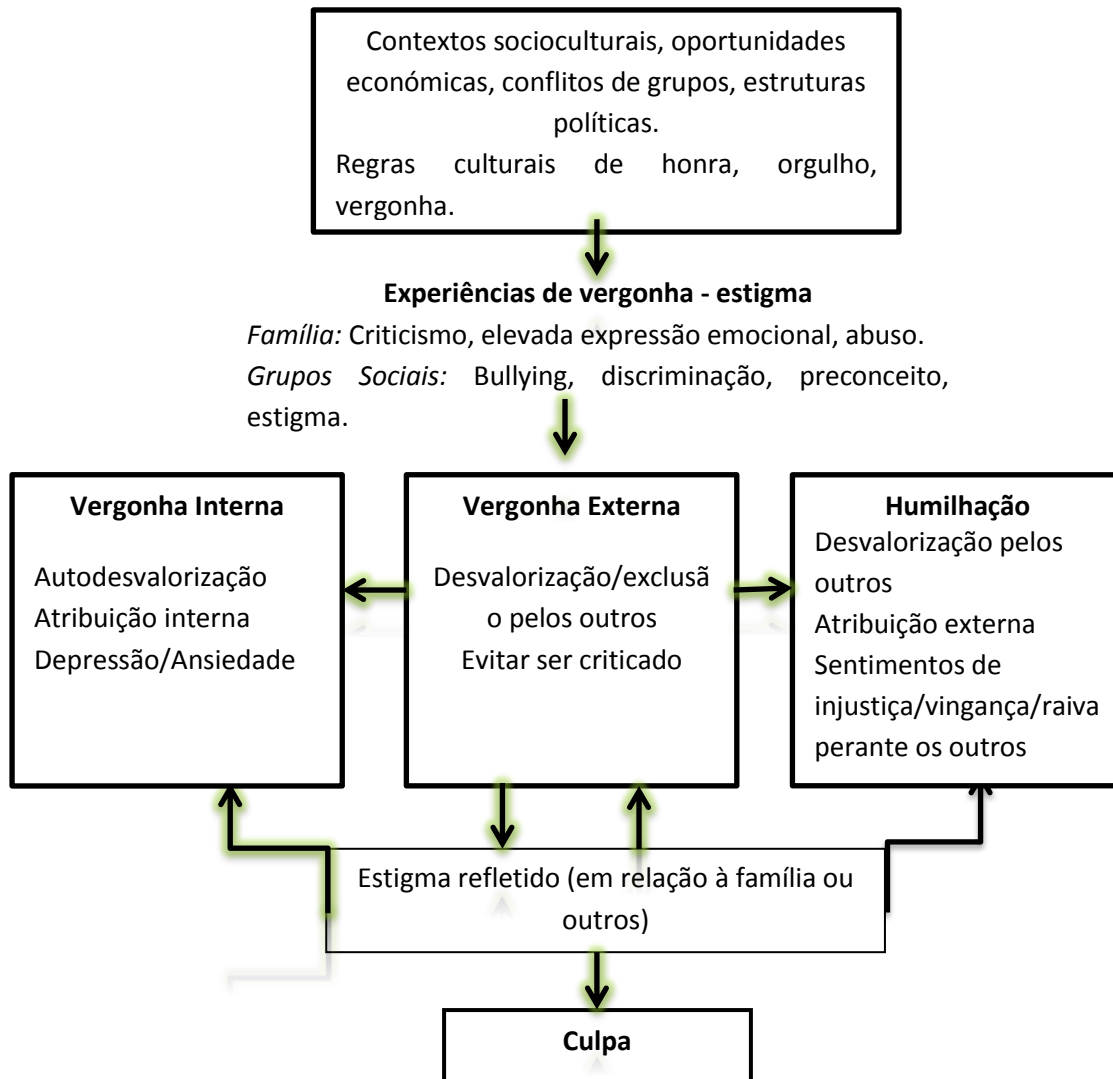 Contextos socioculturais, oportunidades
económicas, conflitos de grupos, estruturas
políticas.
Regras culturais de honra, orgulho,
vergonha.
Experiências de vergonha - estigma
Família: Criticismo, elevada expressão emocional, abuso.
Grupos Sociais: Bullying, discriminação, preconceito,
estigma.
Vergonha Interna
Autodesvalorização
Atribuição interna
Depressão/Ansiedade
Vergonha Externa
Desvalorização/exclusã
o pelos outros
Evitar ser criticado
Humilhação
Desvalorização pelos
outros
Atribuição externa
Sentimentos de
injustiça/vingança/raiva
perante os outros
Estigma refletido (em relação à família ou
outros)
Culpa